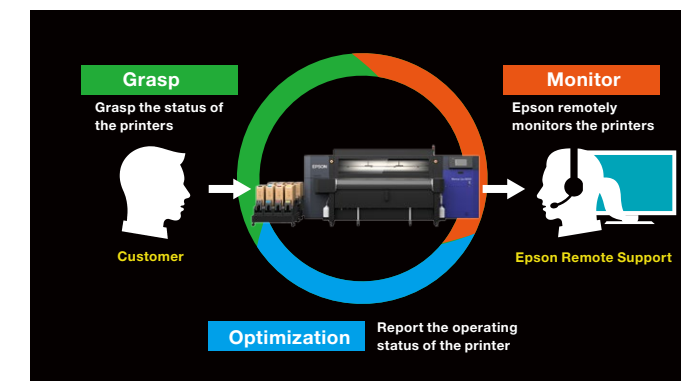 Grasp
Grasp the status of
the printers
Monitor
Epson remotely
monitors the printers
EPSON
Customer
Epson Remote Support
Optimization
Report the operating
status of the printer